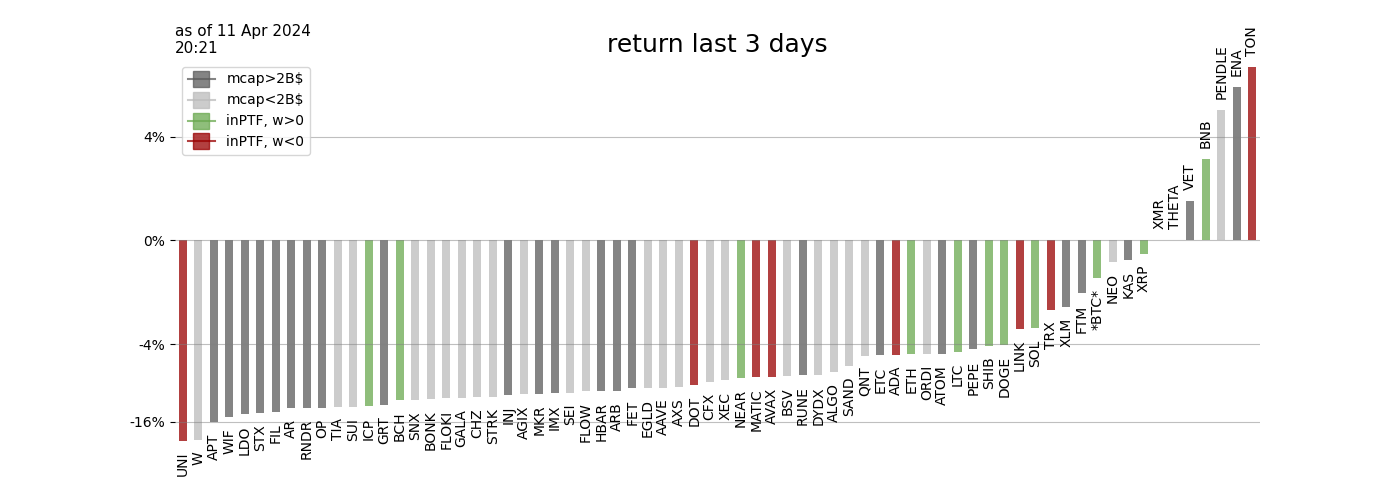 as of 11 Apr 2024
20:21
return last 3 days
mcap>2B$
mcap<2B$
inPTF, w>0
inPTF, w<0
4%
0%
-4%
-16%
UNI
W
APT
WIF
LDO
STX
FIL
AR
RNDR
OP
TIA
SUI
ICP
GRT
BCH
SNX
BONK
FLOKI
GALA
CHZ
STRK
INJ
AGIX
MKR
IMX
SEI
FLOW
HBAR
ARB
FET
EGLD
AAVE
AXS
DOT
CFX
XEC
NEAR
MATIC
AVAX
BSV
RUNE
DYDX
ALGO
SAND
QNT
ETC
ADA
ETH
ORDI
ATOM
LTC
PEPE
SHIB
DOGE
LINK
SOL
TRX
XLM
FTM
*BTC*
NEO
KAS
XRP
XMR
THETA
VET
BNB
PENDLE
ENA
TON